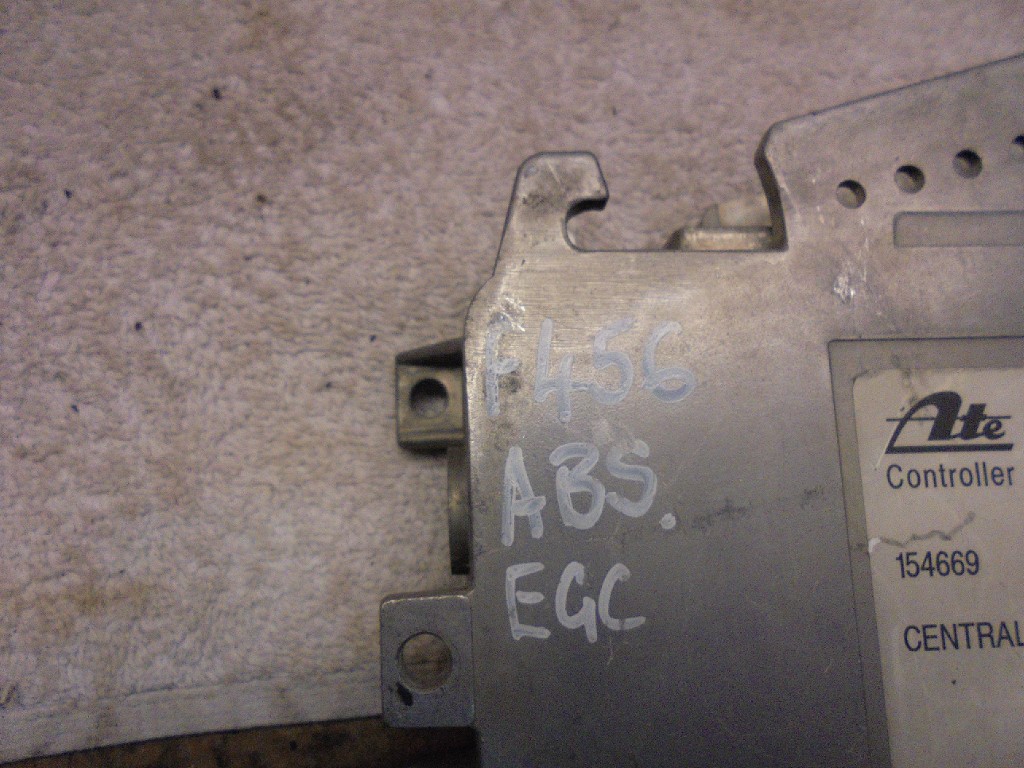 F456
ABS.
EGC
Ate
Controller
154669
CENTRAL